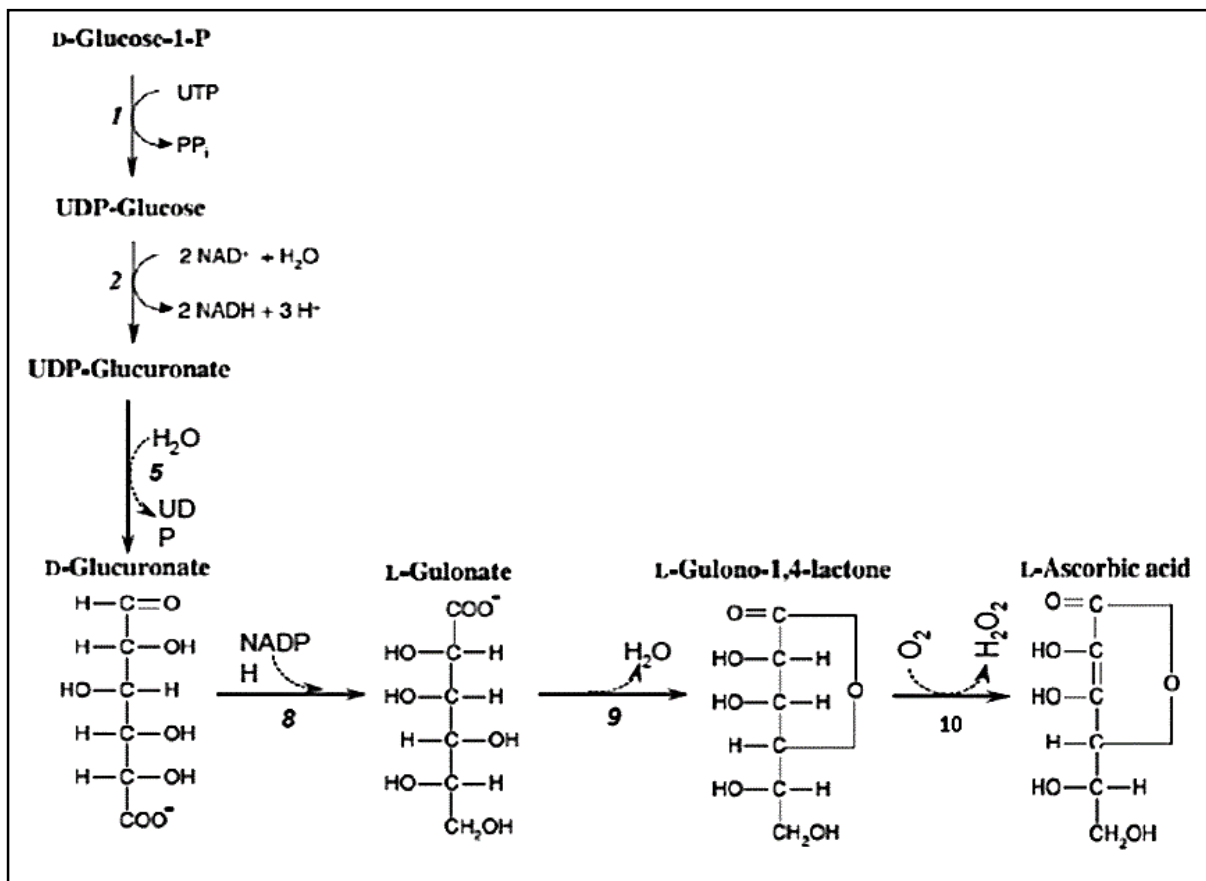 D-Glucose-1-P
UTP
1
PPi
UDP-Glucose
2 NAD+ + H2O
2
2 NADH + 3 H+
UDP-Glucuronate
H2O
5
UD
P
D-Glucuronate
L-Gulonate
L-Gulono-1,4-lactone
L-Ascorbic acid
H—C=O
H—C—OH
HO—C—H
H—C—OH
H—C—OH
COO-
NADP
H
8
COO-
HO—C—H
HO—C—H
H—C—OH
HO—C—H
CH2OH
H2O
9
O=C
HO—C—H
HO—C—H
O
H—C
HO—C—H
CH2OH
O2
H2O2
10
O=C
HO—C
HO—C
O
H—C
HO—C—H
CH2OH